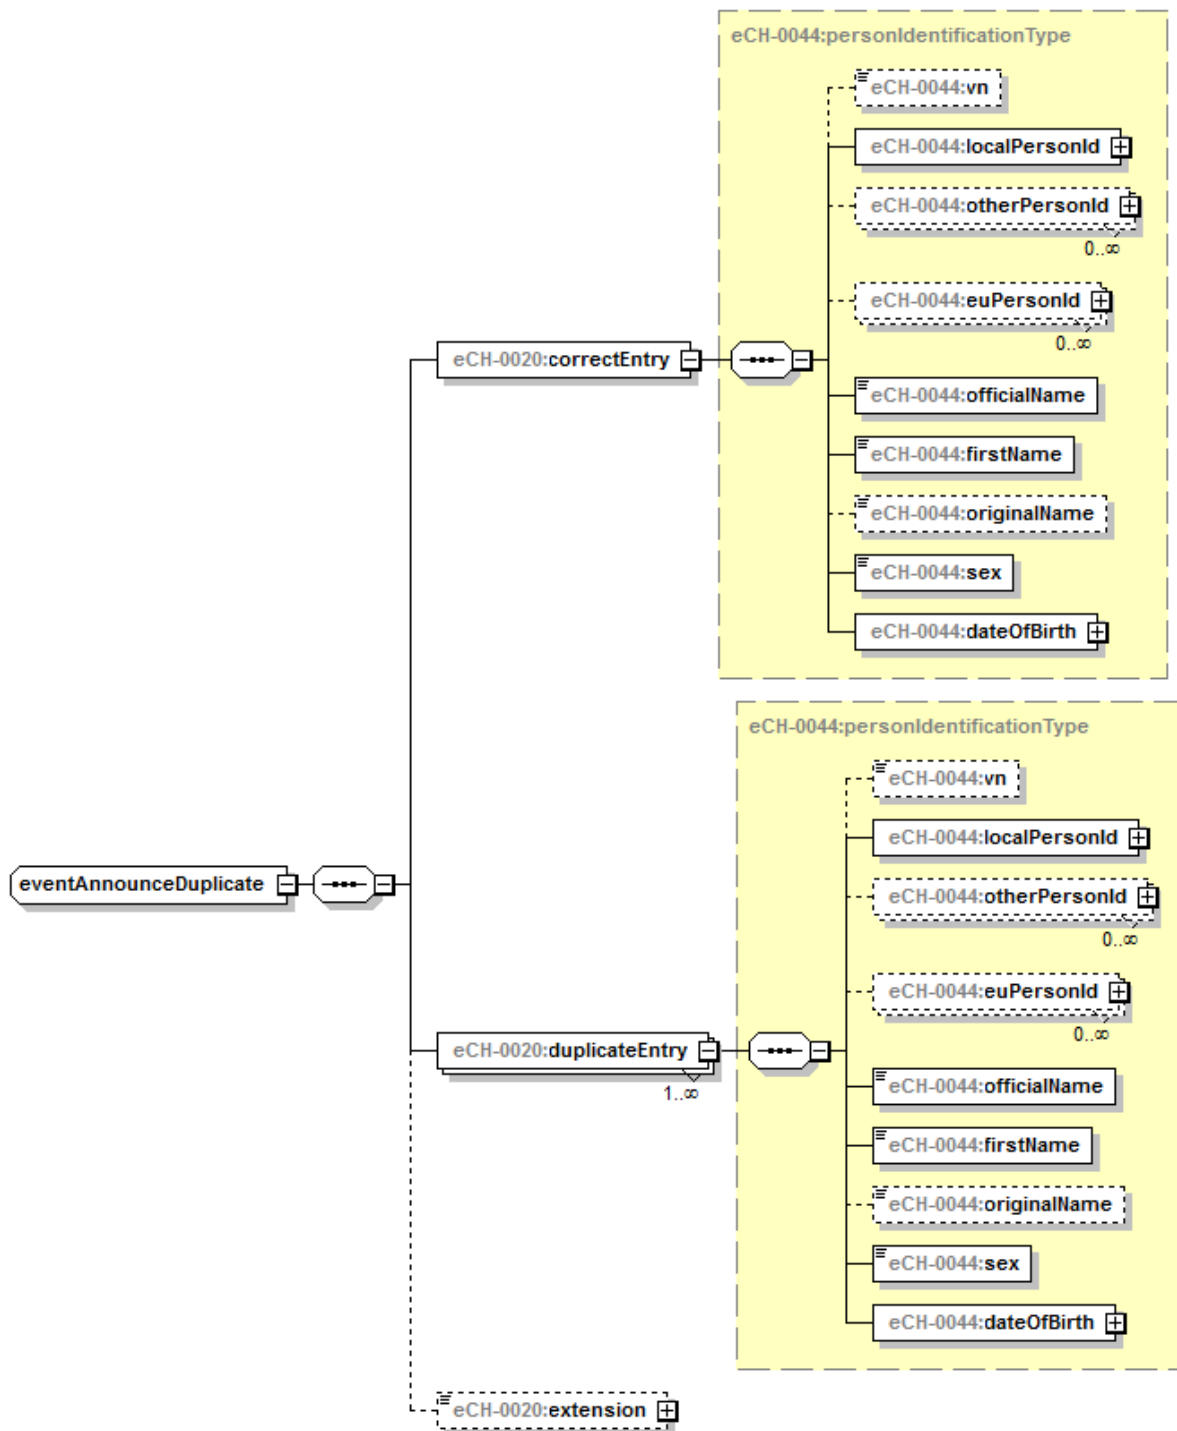 eCH-0044:personIdentificationType
eCH-0044:vn
eCH-0044:localPersonId
eCH-0044:otherPersonId
0..∞
eCH-0044:euPersonId
0..∞
eCH-0020:correctEntry
eCH-0044:officialName
eCH-0044:firstName
eCH-0044:originalName
eCH-0044:sex
eCH-0044:dateOfBirth
eCH-0044:personIdentificationType
eCH-0044:vn
eCH-0044:localPersonId
eventAnnounceDuplicate
eCH-0044:otherPersonId
0..∞
eCH-0044:euPersonId
0..∞
eCH-0020:duplicateEntry
1..∞
eCH-0044:officialName
eCH-0044:firstName
eCH-0044:originalName
eCH-0044:sex
eCH-0044:dateOfBirth
eCH-0020:extension